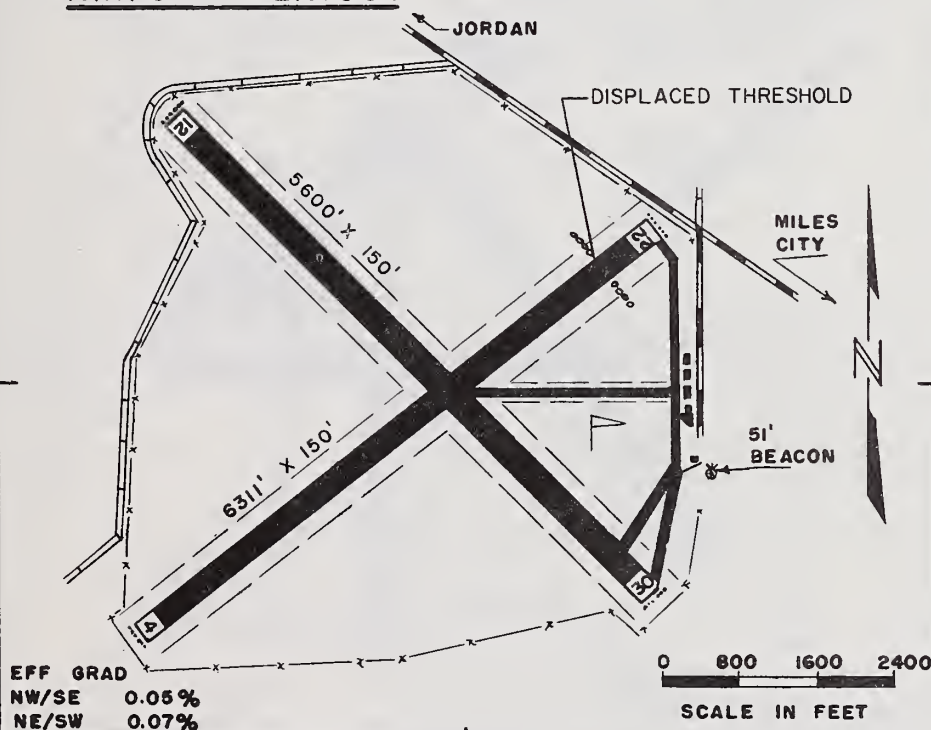 JORDAN
DISPLACED THRESHOLD
12
5600' X 150'
22
MILES
CITY
N
6311' X 150'
51'
BEACON
30
4
EFF GRAD
NW/SE 0.05%
NE/SW 0.07%
0 800 1600 2400
SCALE IN FEET